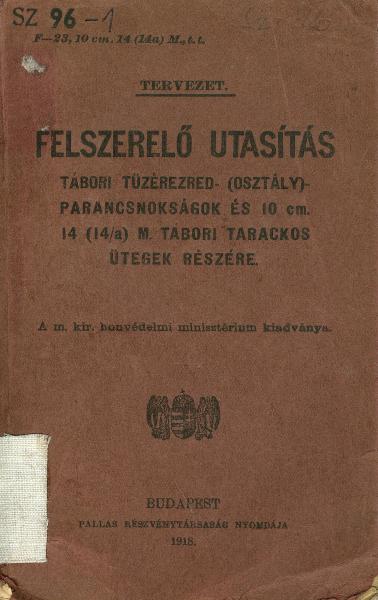 SZ 96-1
F—23, 10 cm. 14 (14a) M., t. t.
TERVEZET.
FELSZERELŐ UTASÍTÁS
TÁBORI TÜZÉREZRED- (OSZTÁLY)-
PARANCSNOKSÁGOK ÉS 10 cm.
14 (14/a) M. TÁBORI TARACKOS
ÜTEGEK RÉSZÉRE.
A m. kir. honvédelmi minisztérium kiadványa.
BUDAPEST
PALLAS RÉSZVÉNYTÁRSASÁG NYOMDÁJA
1918.